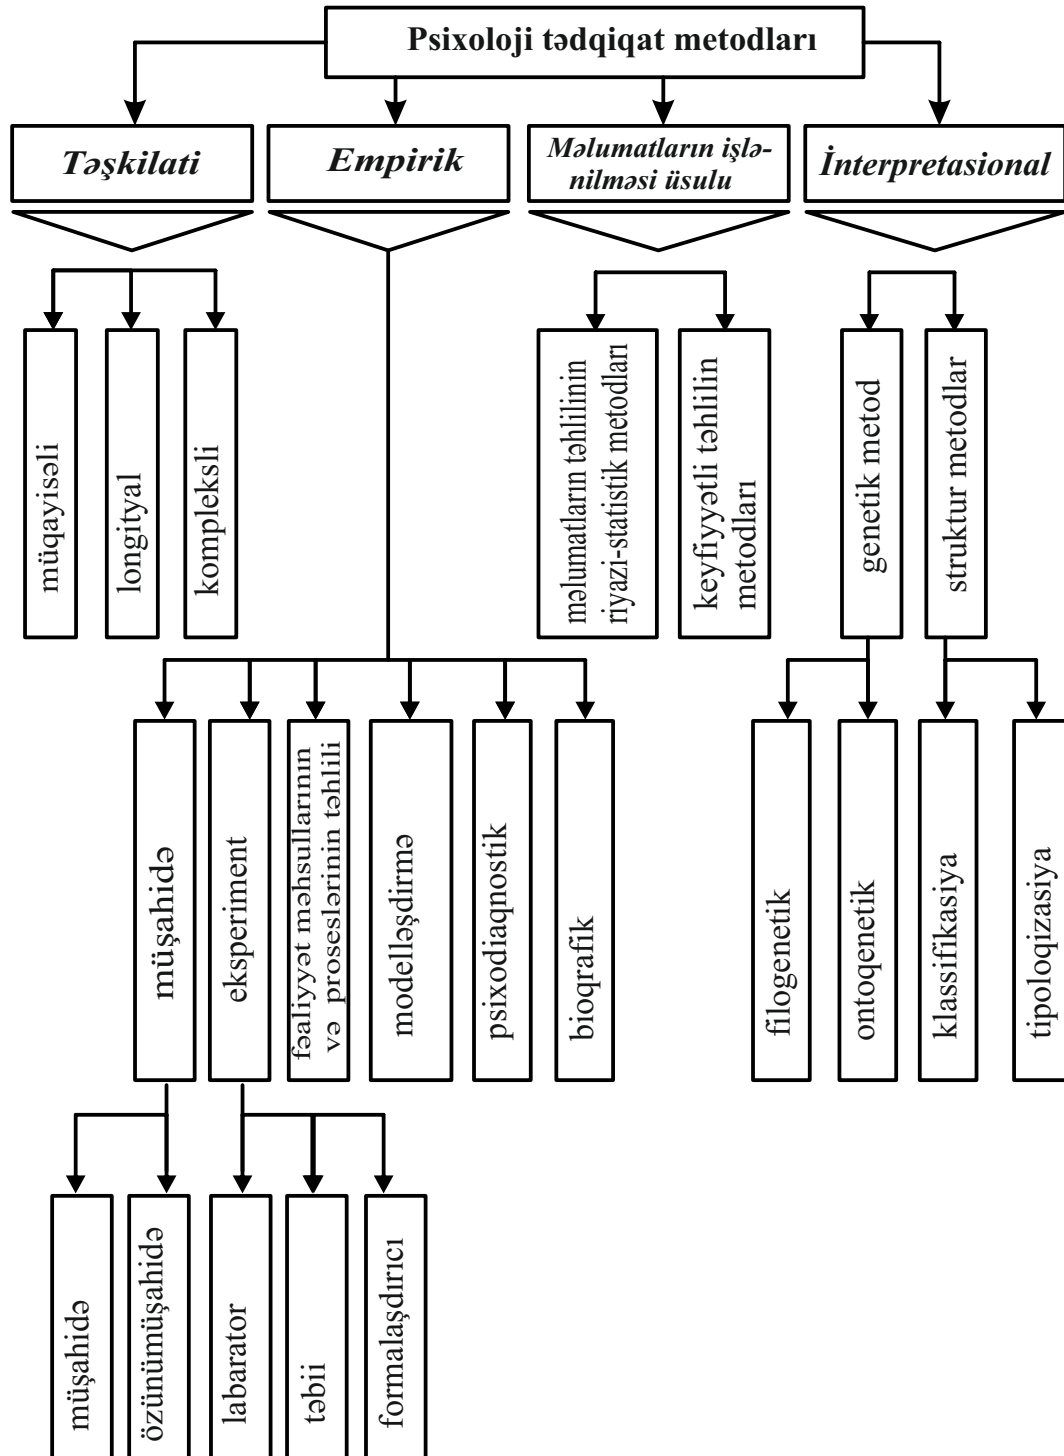 Psixoloji tədqiqat metodları
Təşkilati
Empirik
Məlumatların işlə-
nilməsi üsulu
İnterpretasional
müqayisəli
longityal
kompleksli
məlumatların təhlilinin
riyazi-statistik metodları
keyfiyyətli təhlilin
metodları
genetik metod
struktur metodlar
müşahidə
eksperiment
fəaliyyət məhsullarının
və proseslərinin təhlili
modelləşdirmə
psixodiaqnostik
bioqrafik
filogenetik
ontoqenetik
klassifikasiya
tipoloqizasiya
müşahidə
özünümüşahidə
labarator
təbii
formalaşdırıcı